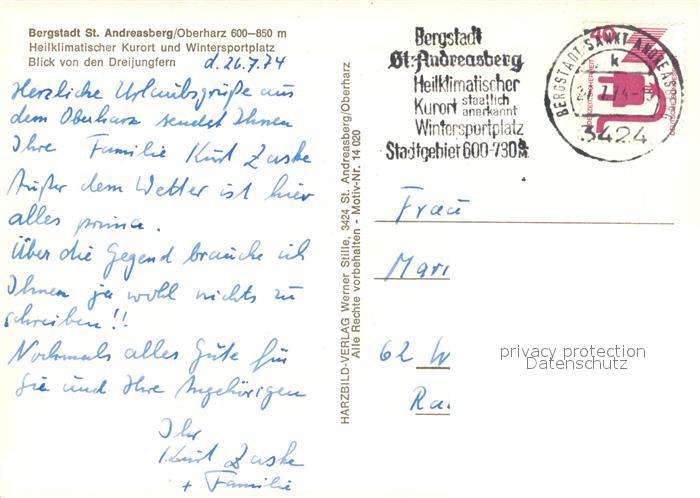 Bergstadt St. Andreasberg/Oberharz 600—850 m
Heilklimatischer Kurort und Wintersportplatz
Blick von den Dreijungfern
d. 26.7.74
Herzliche Urlaubsgrüße aus
dem Oberharz sendet Ihnen
Ihre Familie Kurt Zaske
Außer dem Wetter ist hier
alles prima.
Über die Gegend brauche ich
Ihnen ja wohl nichts zu
schreiben!!
Nochmals alles Gute für
Sie und Ihre Angehörigen
Ihr
Kurt Zaske
+ Familie
HARZBILD-VERLAG Werner Stille, 3424 St. Andreasberg/Oberharz
Alle Rechte vorbehalten - Motiv-Nr. 14 020
Bergstadt
St. Andreasberg
Heilklimatischer
Kurort staatlich anerkannt
Wintersportplatz
Stadtgebiet 600-730 m
40
BERGSTADT SANKT ANDREASBERG
k
3424
Frau
Mari
62 W
Ra
privacy protection
Datenschutz